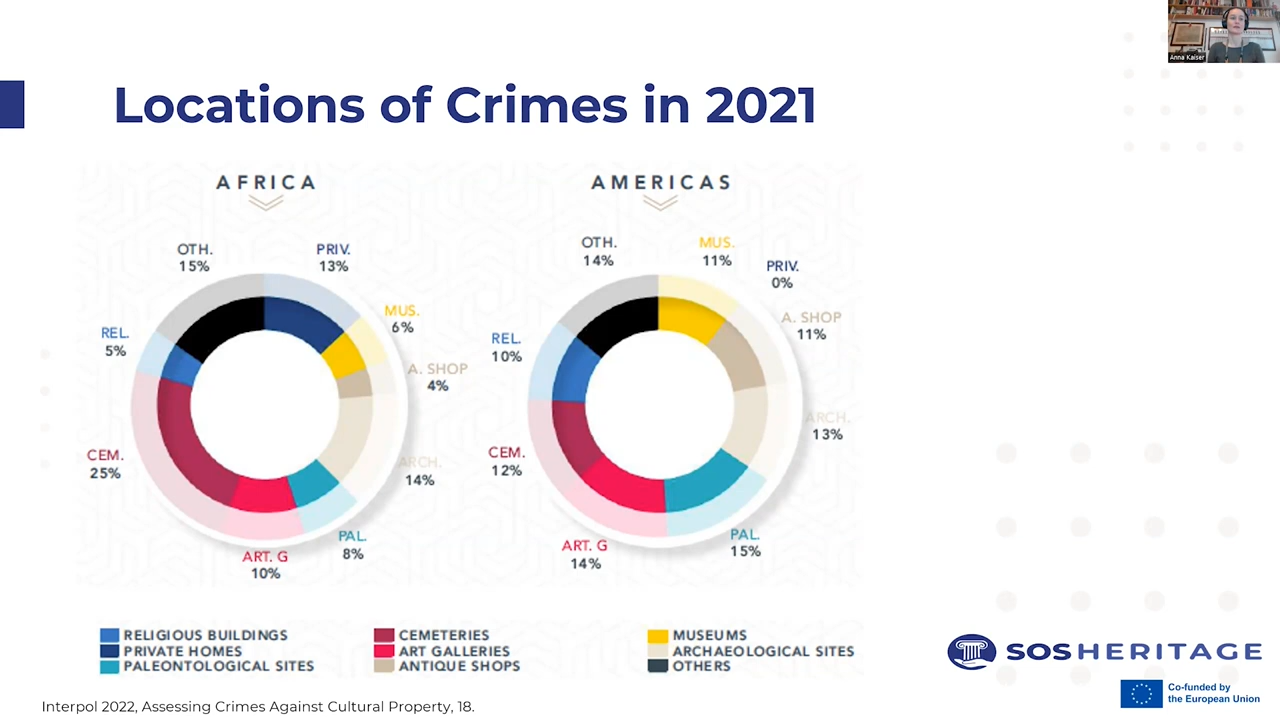 Anna Kaiser
Locations of Crimes in 2021
AFRICA
OTH.
15%
PRIV.
13%
MUS.
6%
A. SHOP
4%
ARCH.
14%
PAL.
8%
ART. G
10%
CEM.
25%
REL.
5%
AMERICAS
OTH.
14%
MUS.
11%
PRIV.
0%
A. SHOP
11%
ARCH.
13%
PAL.
15%
ART. G
14%
CEM.
12%
REL.
10%
RELIGIOUS BUILDINGS
PRIVATE HOMES
PALEONTOLOGICAL SITES
CEMETERIES
ART GALLERIES
ANTIQUE SHOPS
MUSEUMS
ARCHAEOLOGICAL SITES
OTHERS
SOSHERITAGE
Co-funded by
the European Union
Interpol 2022, Assessing Crimes Against Cultural Property, 18.